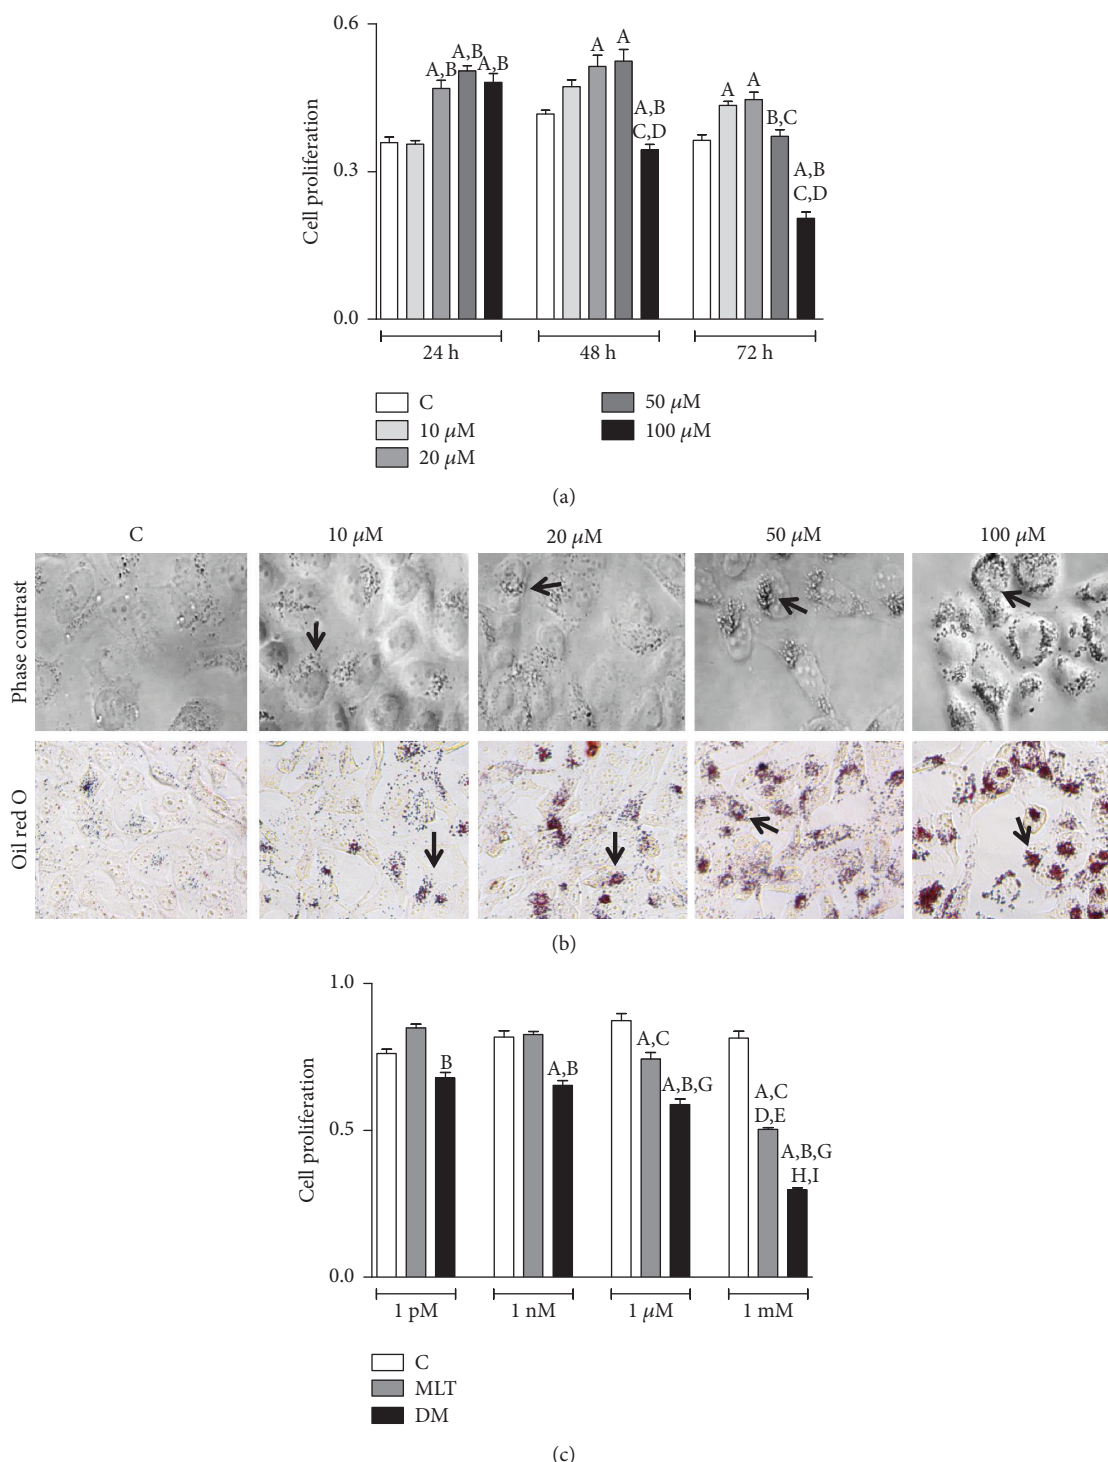 0.6
0.3
0.0
Cell proliferation
A,B
A,B
A,B
A
A
A,B
C,D
A
A
B,C
A,B
C,D
24 h
48 h
72 h
C
10 µM
20 µM
50 µM
100 µM
(a)
C
10 µM
20 µM
50 µM
100 µM
Phase contrast
Oil red O
(b)
1.0
0.5
0.0
Cell proliferation
B
A,B
A,C
A,B,G
A,C
D,E
A,B,G
H,I
1 pM
1 nM
1 µM
1 mM
C
MLT
DM
(c)